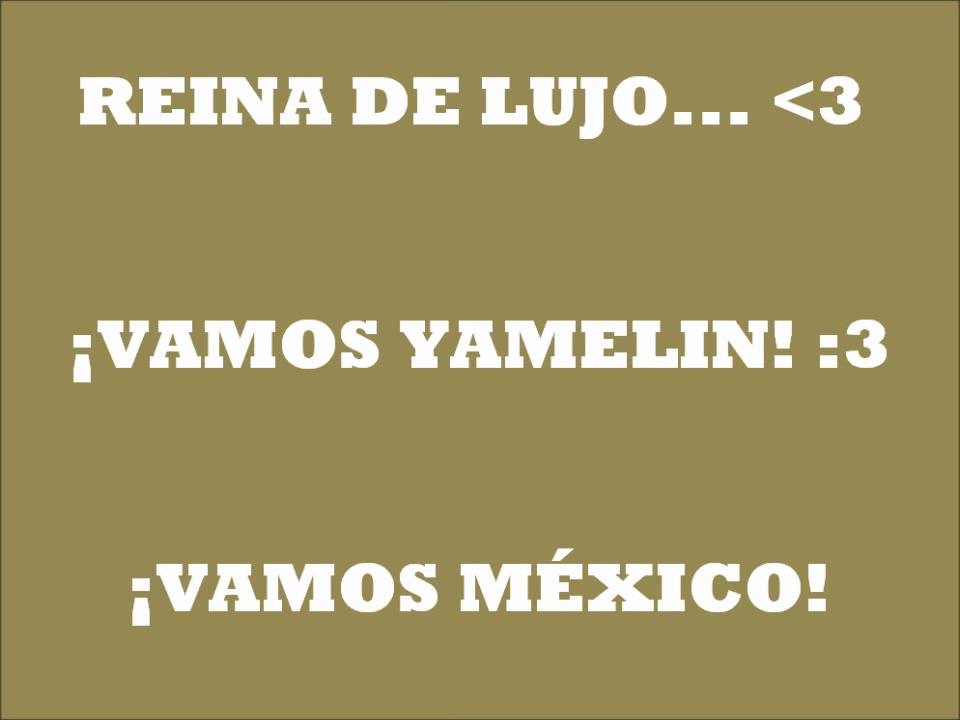 REINA DE LUJO... <3
¡VAMOS YAMELIN! :3
¡VAMOS MÉXICO!